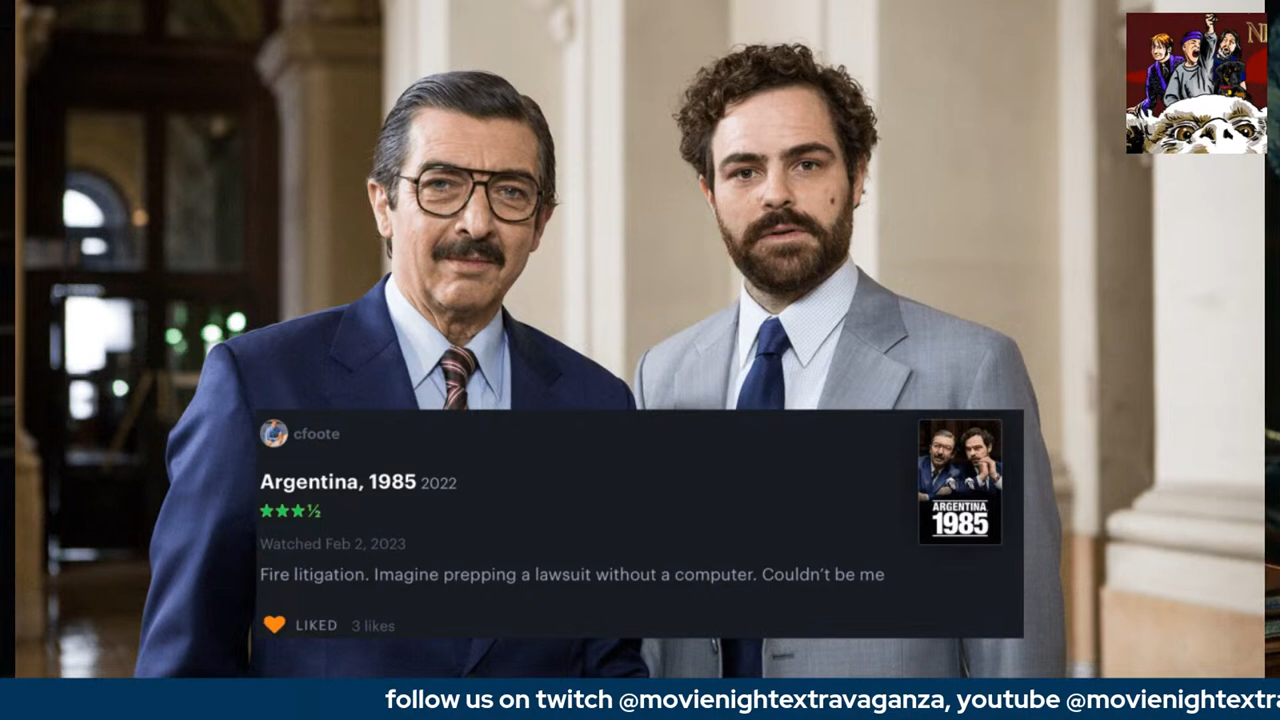 cfoote
Argentina, 1985 2022
★★★½
Watched Feb 2, 2023
Fire litigation. Imagine prepping a lawsuit without a computer. Couldn't be me
LIKED 3 likes
ARGENTINA,
1985
follow us on twitch @movienightextravaganza, youtube @movienightextra